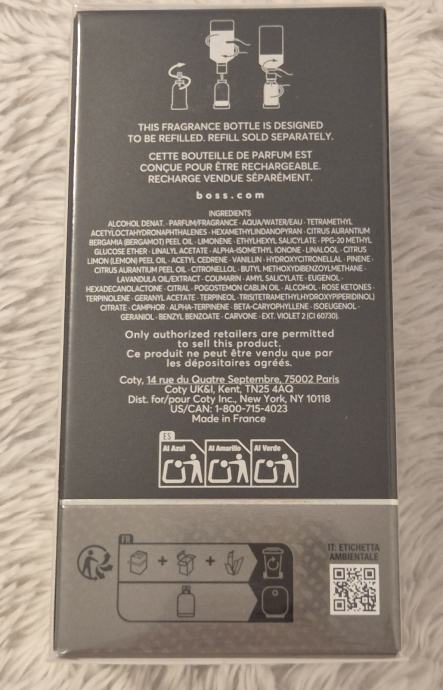 THIS FRAGRANCE BOTTLE IS DESIGNED
TO BE REFILLED. REFILL SOLD SEPARATELY.
CETTE BOUTEILLE DE PARFUM EST
CONÇUE POUR ÊTRE RECHARGEABLE.
RECHARGE VENDUE SÉPARÉMENT.
boss.com
INGREDIENTS
ALCOHOL DENAT. · PARFUM/FRAGRANCE · AQUA/WATER/EAU · TETRAMETHYL
ACETYLOCTAHYDRONAPHTHALENES · HEXAMETHYLINDANOPYRAN · CITRUS AURANTIUM
BERGAMIA (BERGAMOT) PEEL OIL · LIMONENE · ETHYLHEXYL SALICYLATE · PPG-20 METHYL
GLUCOSE ETHER · LINALYL ACETATE · ALPHA-ISOMETHYL IONONE · LINALOOL · CITRUS
LIMON (LEMON) PEEL OIL · ACETYL CEDRENE · VANILLIN · HYDROXYCITRONELLAL · PINENE ·
CITRUS AURANTIUM PEEL OIL · CITRONELLOL · BUTYL METHOXYDIBENZOYLMETHANE ·
LAVANDULA OIL/EXTRACT · COUMARIN · AMYL SALICYLATE · EUGENOL ·
HEXADECANOLACTONE · CITRAL · POGOSTEMON CABLIN OIL · ALCOHOL · ROSE KETONES ·
TERPINOLENE · GERANYL ACETATE · TERPINEOL · TRIS(TETRAMETHYLHYDROXYPIPERIDINOL)
CITRATE · CAMPHOR · ALPHA-TERPINENE · BETA-CARYOPHYLLENE · ISOEUGENOL ·
GERANIOL · BENZYL BENZOATE · CARVONE · EXT. VIOLET 2 (CI 60730).
Only authorized retailers are permitted
to sell this product.
Ce produit ne peut être vendu que par
les dépositaires agréés.
Coty, 14 rue du Quatre Septembre, 75002 Paris
Coty UK&I, Kent, TN25 4AQ
Dist. for/pour Coty Inc., New York, NY 10118
US/CAN: 1-800-715-4023
Made in France
ES
Al Azul Al Amarillo Al Verde
FR
+ +
IT: ETICHETTA
AMBIENTALE